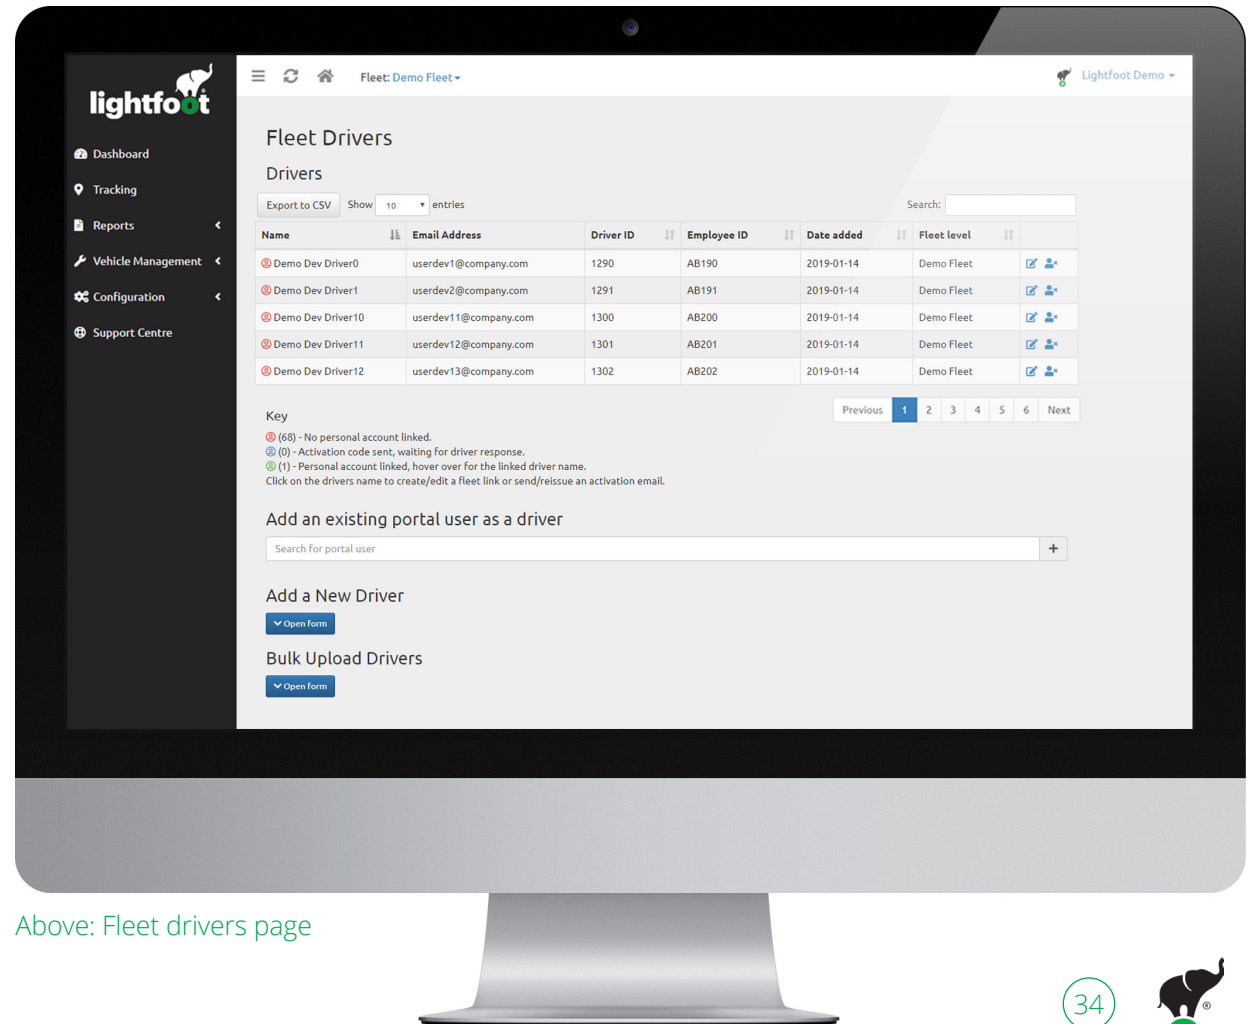 lightfoot
Fleet: Demo Fleet
Lightfoot Demo
Dashboard
Tracking
Reports
Vehicle Management
Configuration
Support Centre
Fleet Drivers
Drivers
Export to CSV Show 10 entries Search:
Name Email Address Driver ID Employee ID Date added Fleet level
Demo Dev Driver0 userdev1@company.com 1290 AB190 2019-01-14 Demo Fleet
Demo Dev Driver1 userdev2@company.com 1291 AB191 2019-01-14 Demo Fleet
Demo Dev Driver10 userdev11@company.com 1300 AB200 2019-01-14 Demo Fleet
Demo Dev Driver11 userdev12@company.com 1301 AB201 2019-01-14 Demo Fleet
Demo Dev Driver12 userdev13@company.com 1302 AB202 2019-01-14 Demo Fleet
Previous 1 2 3 4 5 6 Next
Key
(68) - No personal account linked.
(0) - Activation code sent, waiting for driver response.
(1) - Personal account linked, hover over for the linked driver name.
Click on the drivers name to create/edit a fleet link or send/reissue an activation email.
Add an existing portal user as a driver
Search for portal user +
Add a New Driver
Open form
Bulk Upload Drivers
Open form
Above: Fleet drivers page
34
®